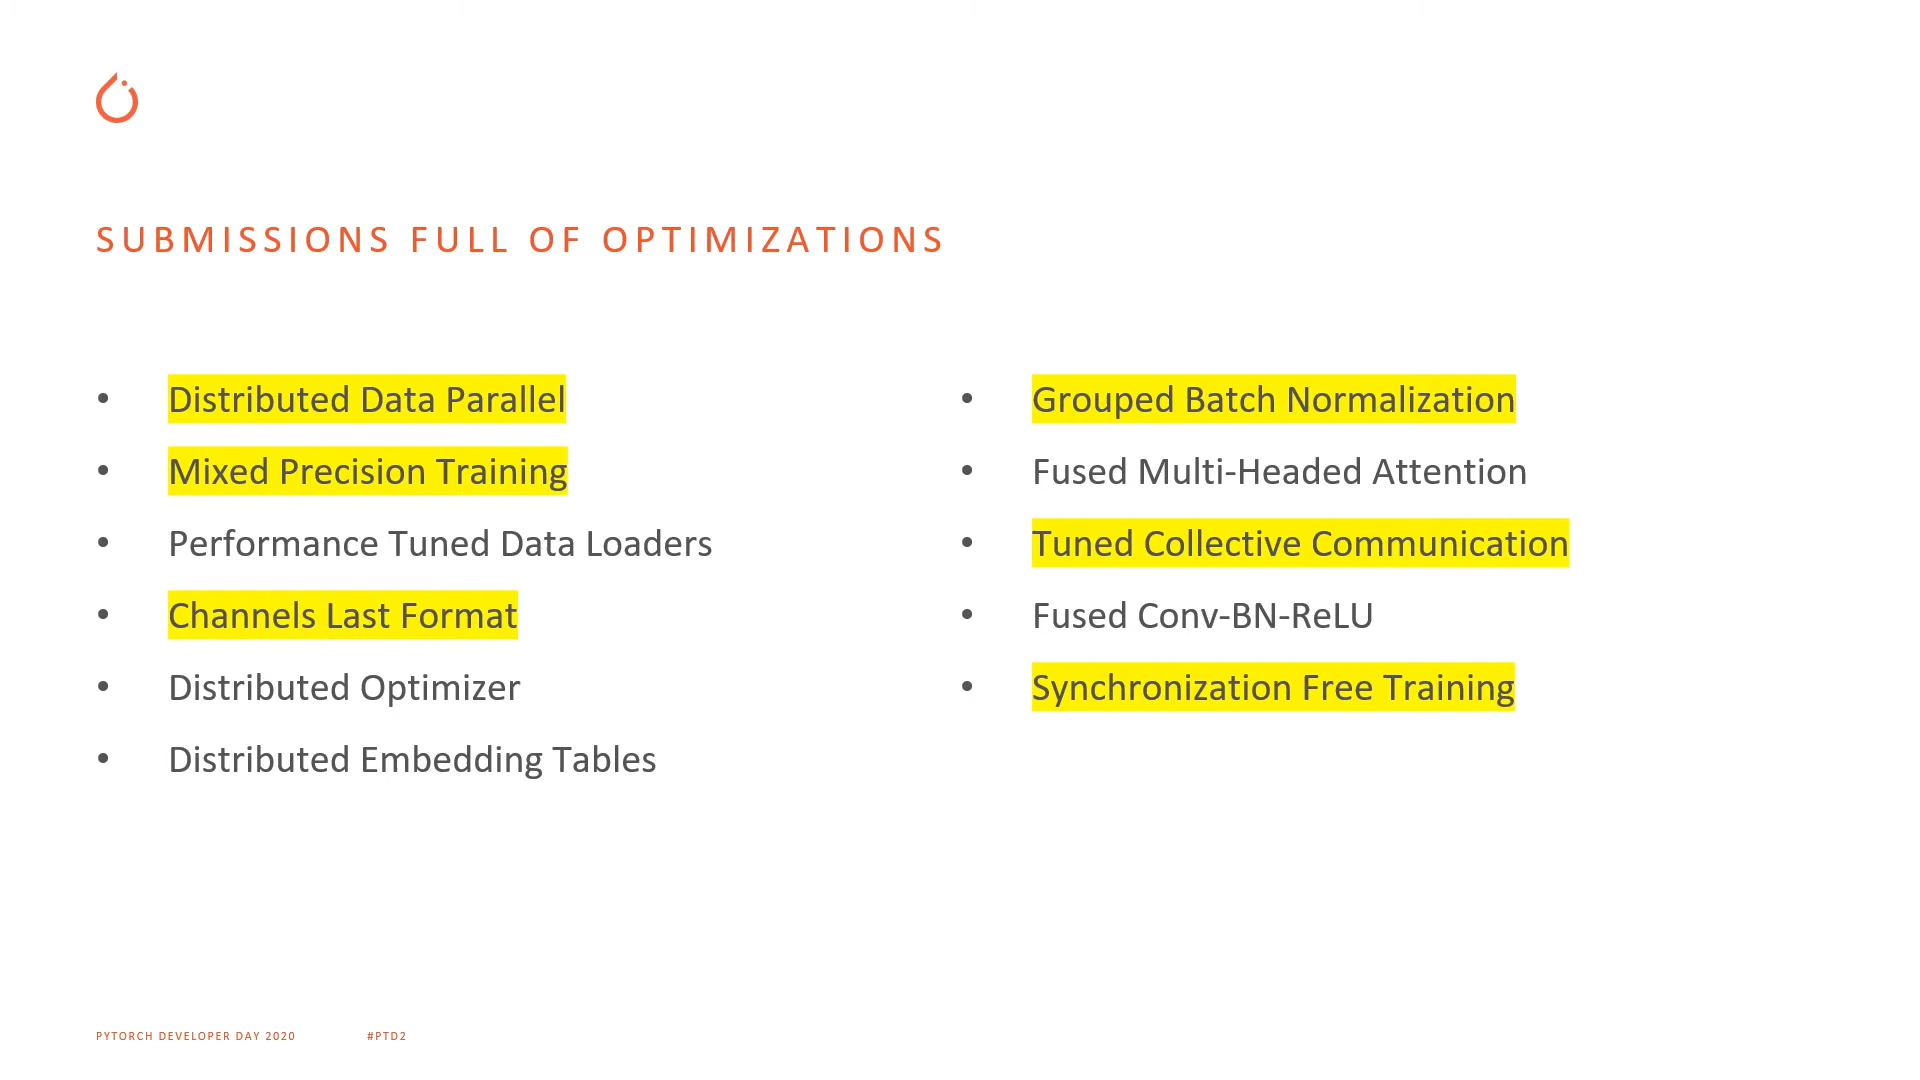 SUBMISSIONS FULL OF OPTIMIZATIONS
• Distributed Data Parallel
• Mixed Precision Training
• Performance Tuned Data Loaders
• Channels Last Format
• Distributed Optimizer
• Distributed Embedding Tables
• Grouped Batch Normalization
• Fused Multi-Headed Attention
• Tuned Collective Communication
• Fused Conv-BN-ReLU
• Synchronization Free Training
PYTORCH DEVELOPER DAY 2020 #PTD2